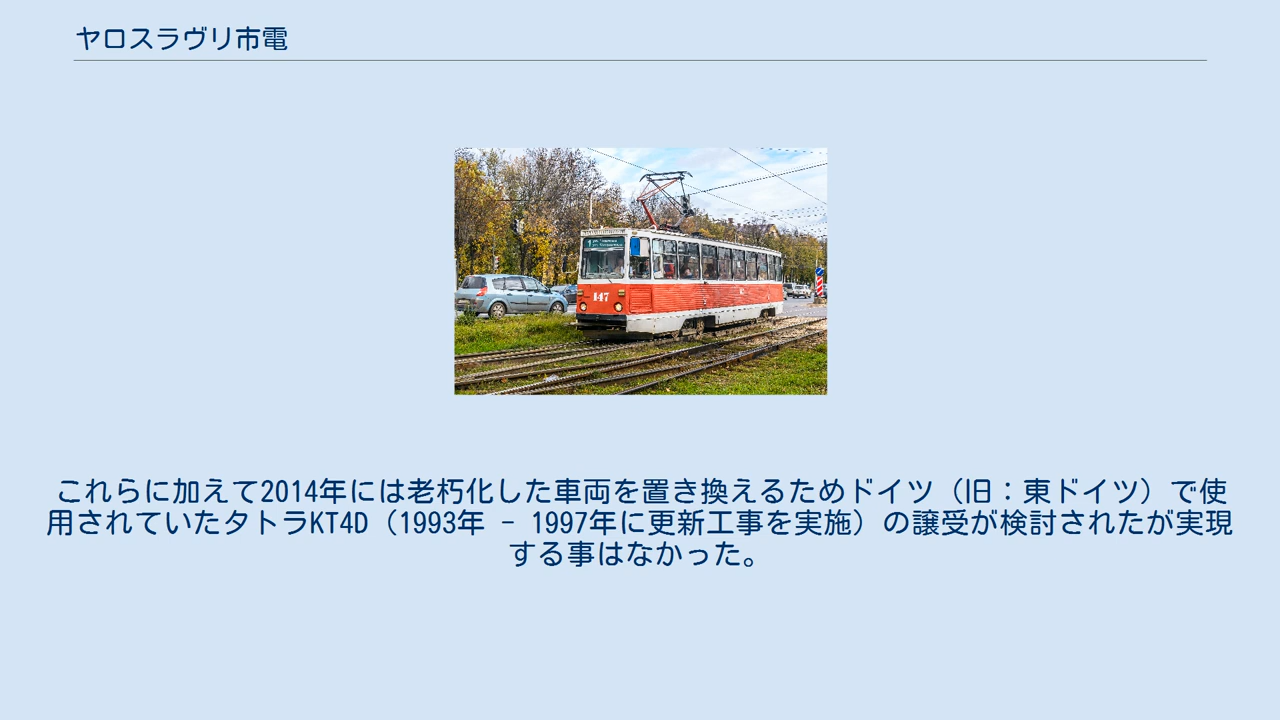 ヤロスラヴリ市電
147
これらに加えて2014年には老朽化した車両を置き換えるためドイツ（旧：東ドイツ）で使
用されていたタトラKT4D（1993年 - 1997年に更新工事を実施）の譲受が検討されたが実現
する事はなかった。